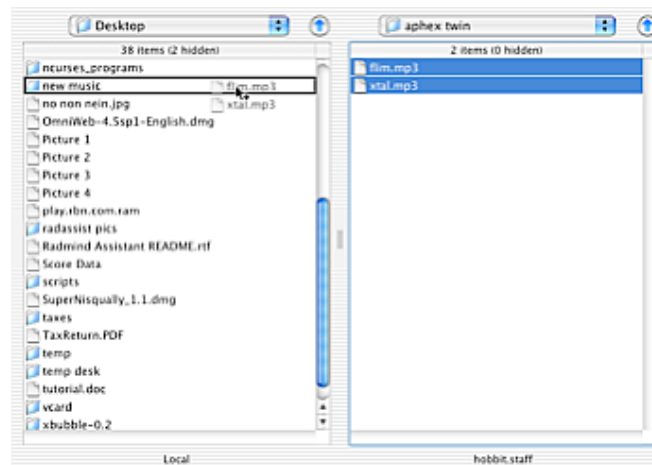 Desktop
38 items (2 hidden)
ncurses_programs
new music
flim.mp3
no non nein.jpg
xtal.mp3
OmniWeb-4.5sp1-English.dmg
Picture 1
Picture 2
Picture 3
Picture 4
play.rbn.com.ram
radassist pics
Radmind Assistant README.rtf
Score Data
scripts
SuperNisqually_1.1.dmg
taxes
TaxReturn.PDF
temp
temp desk
tutorial.doc
vcard
xbubble-0.2
Local
aphex twin
2 items (0 hidden)
flim.mp3
xtal.mp3
hobbit.staff